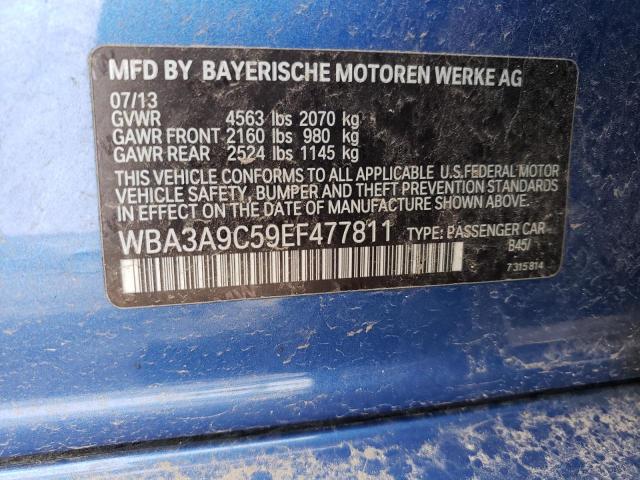 MFD BY BAYERISCHE MOTOREN WERKE AG
07/13
GVWR 4563 lbs 2070 kg
GAWR FRONT 2160 lbs 980 kg
GAWR REAR 2524 lbs 1145 kg
THIS VEHICLE CONFORMS TO ALL APPLICABLE U.S.FEDERAL MOTOR
VEHICLE SAFETY, BUMPER AND THEFT PREVENTION STANDARDS
IN EFFECT ON THE DATE OF MANUFACTURE SHOWN ABOVE.
WBA3A9C59EF477811 TYPE: PASSENGER CAR
B45/
7315814